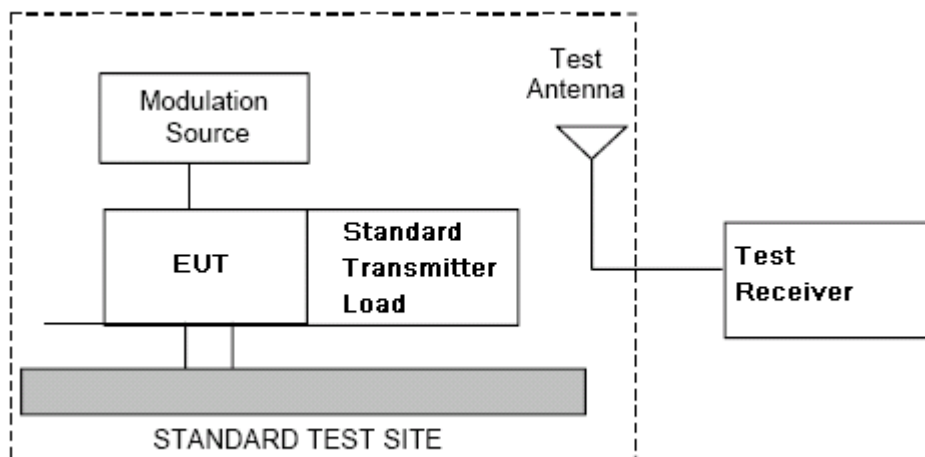 Modulation
Source
Test
Antenna
EUT
Standard
Transmitter
Load
Test
Receiver
STANDARD TEST SITE